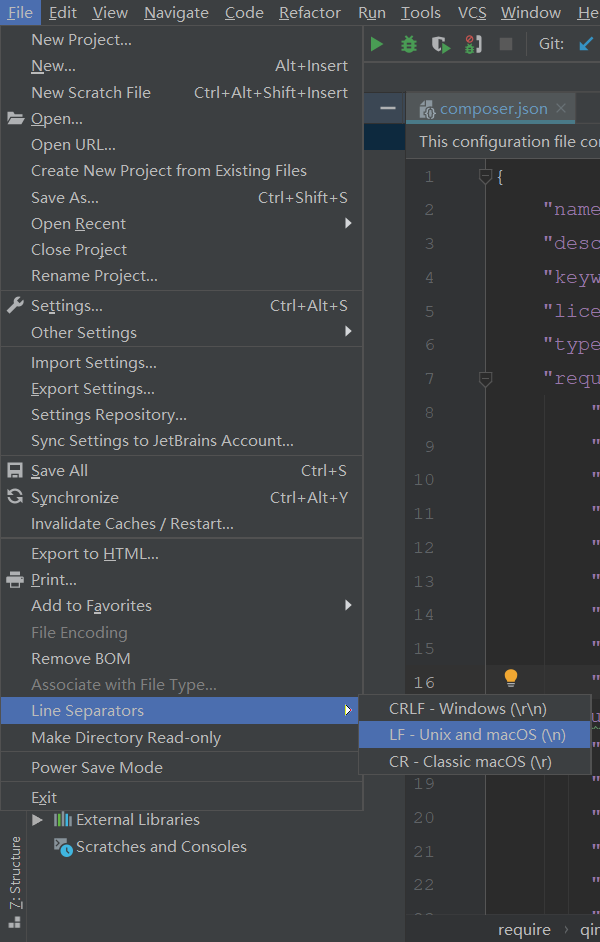 File Edit View Navigate Code Refactor Run Tools VCS Window He
New Project...
New... Alt+Insert
New Scratch File Ctrl+Alt+Shift+Insert
Open...
Open URL...
Create New Project from Existing Files
Save As... Ctrl+Shift+S
Open Recent
Close Project
Rename Project...
Settings... Ctrl+Alt+S
Other Settings
Import Settings...
Export Settings...
Settings Repository...
Sync Settings to JetBrains Account...
Save All Ctrl+S
Synchronize Ctrl+Alt+Y
Invalidate Caches / Restart...
Export to HTML...
Print...
Add to Favorites
File Encoding
Remove BOM
Associate with File Type...
Line Separators
Make Directory Read-only
Power Save Mode
Exit
CRLF - Windows (\r\n)
LF - Unix and macOS (\n)
CR - Classic macOS (\r)
External Libraries
Scratches and Consoles
7: Structure
Git:
composer.json
This configuration file co
1 {
2 "name
3 "desc
4 "keyw
5 "lice
6 "type
7 "requ
8 "
9 "
10 "
11 "
12 "
13 "
14 "
15 "
16 "
u
"
19 "
20 "
21 "
22 "
require › qi